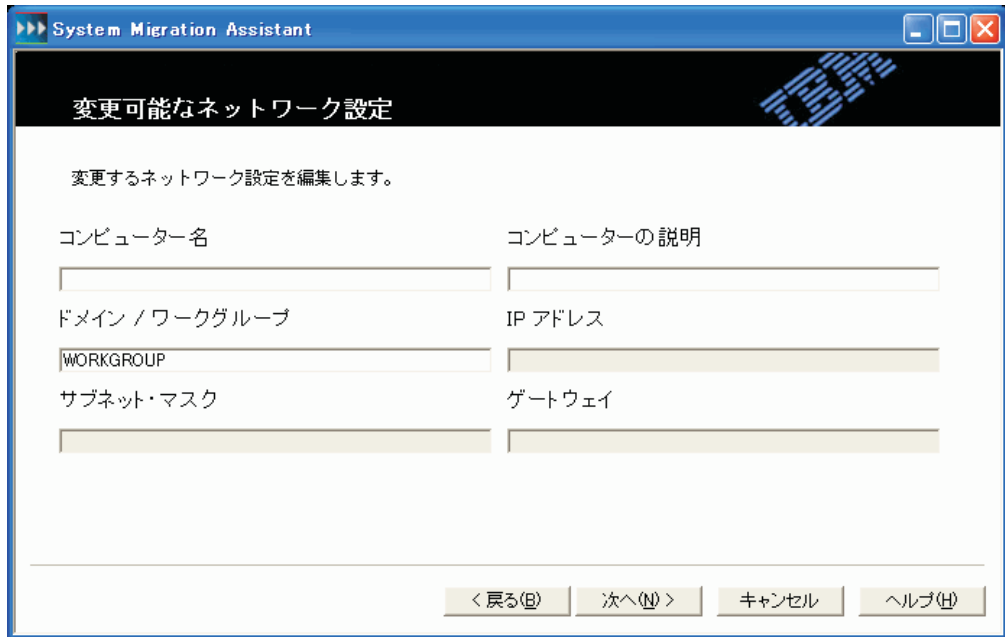 System Migration Assistant
IBM
変更可能なネットワーク設定
変更するネットワーク設定を編集します。
コンピューター名
コンピューターの説明
ドメイン / ワークグループ
IP アドレス
WORKGROUP
サブネット・マスク
ゲートウェイ
< 戻る(B)
次へ(N) >
キャンセル
ヘルプ(H)